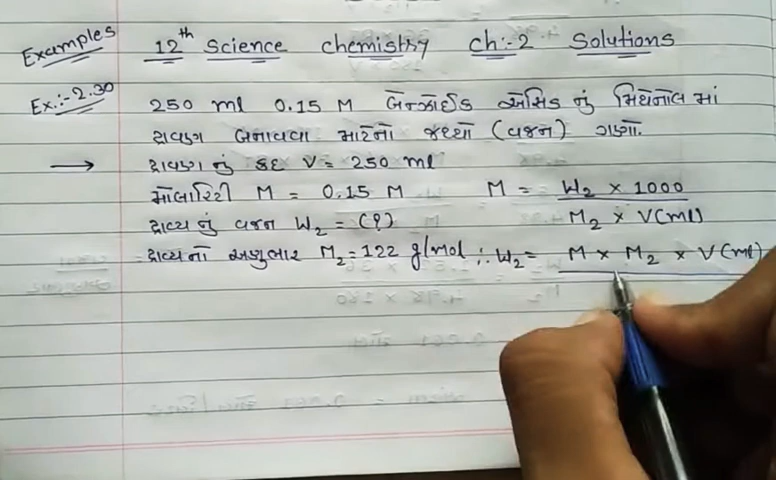 Examples 12th Science chemistry ch:-2 Solutions
Ex.:- 2.30 250 ml 0.15 M બેન્ઝોઈક એસિડ નું મિથેનોલ માં
દ્રાવણ બનાવવા માટેનો જથ્થો (વજન) ગણો.
→ દ્રાવણ નું કદ V = 250 ml
મોલારિટી M = 0.15 M M = W₂ × 1000
દ્રાવ્ય નું વજન W₂ = (?) M₂ × V(ml)
દ્રાવ્યનો અણુભાર M₂ = 122 g/mol ∴ W₂ = M × M₂ × V(ml)